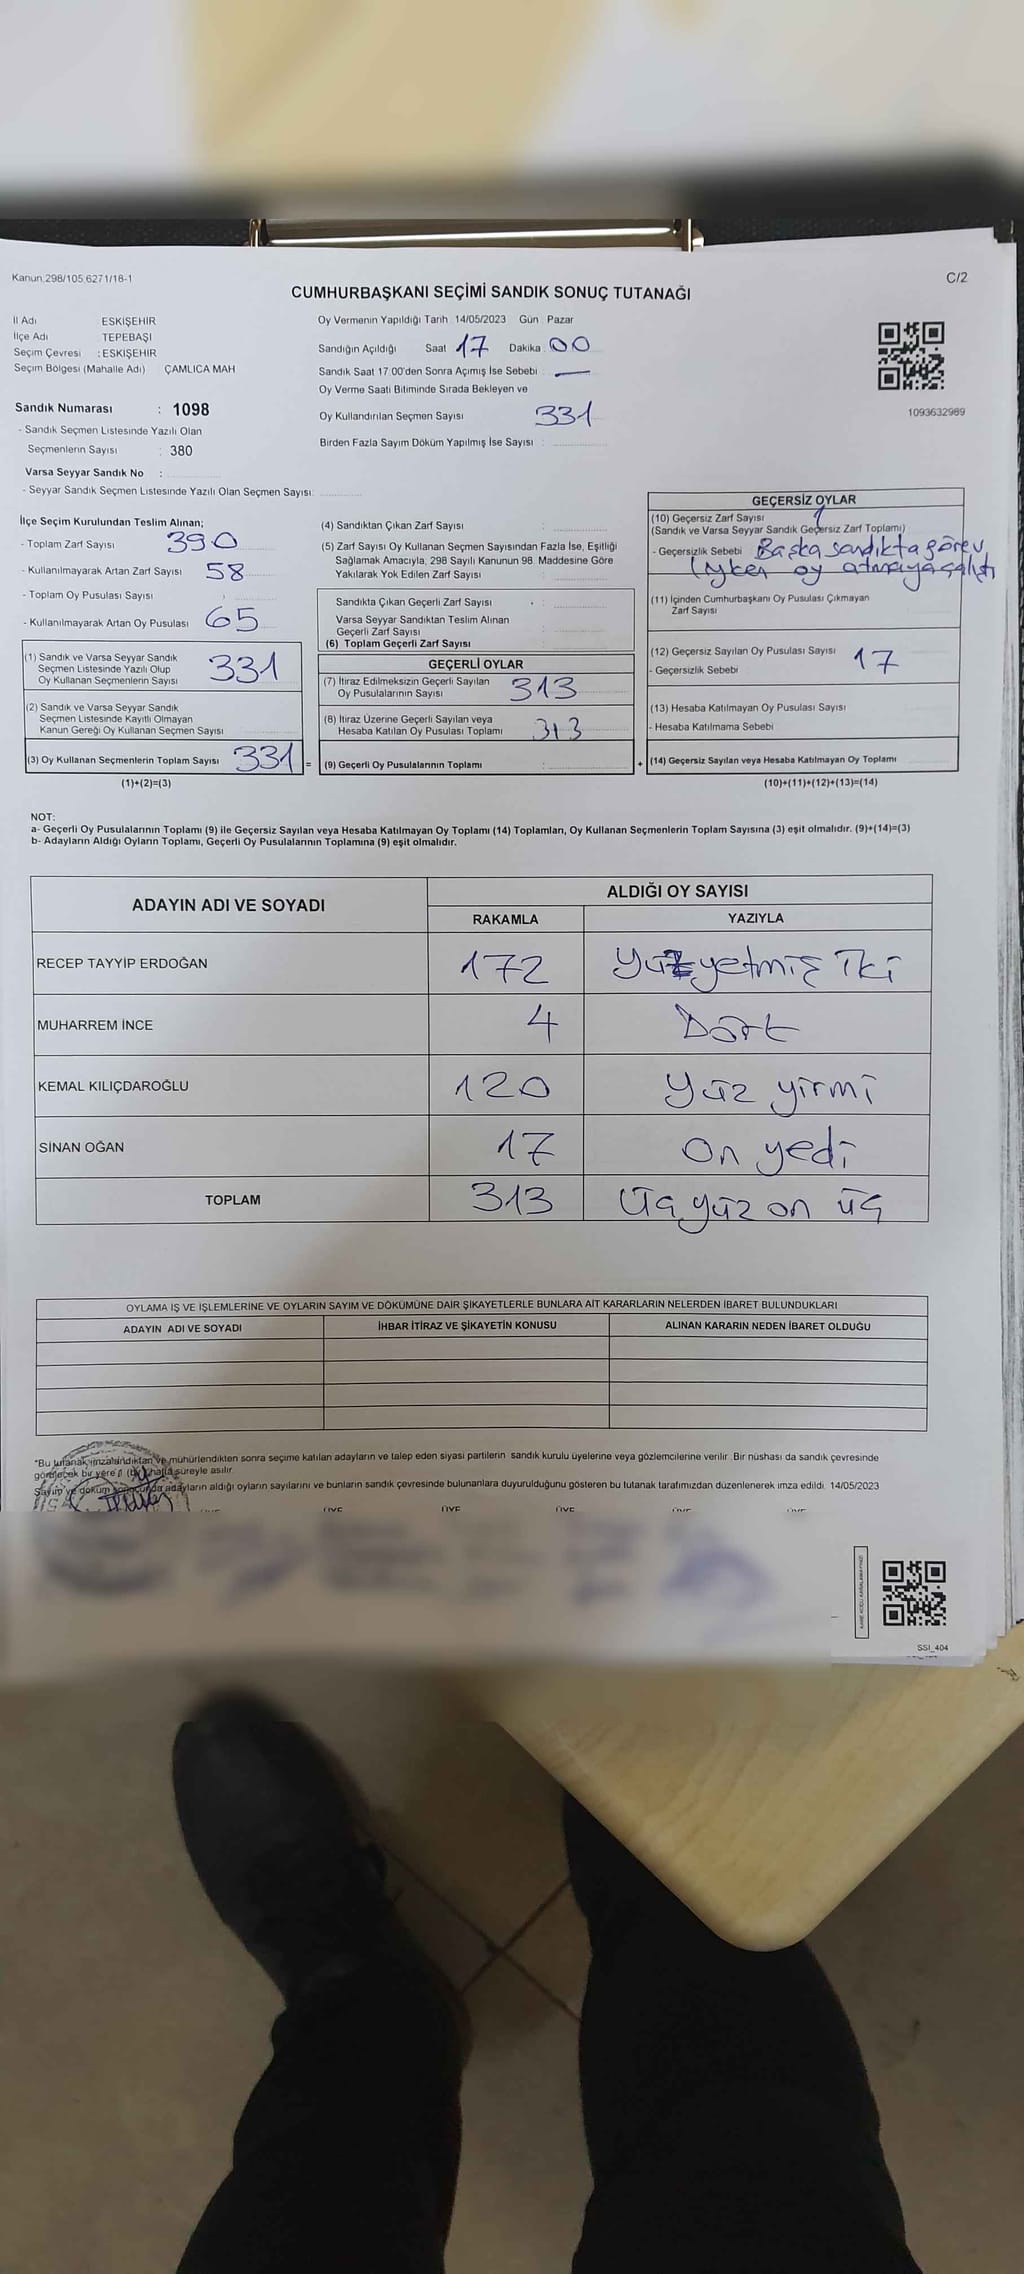 Kanun.298/105,6271/18-1
C/2
CUMHURBAŞKANI SEÇİMİ SANDIK SONUÇ TUTANAĞI
İl Adı ESKİŞEHİR
İlçe Adı TEPEBAŞI
Seçim Çevresi : ESKİŞEHİR
Seçim Bölgesi (Mahalle Adı) ÇAMLICA MAH
Sandık Numarası : 1098
- Sandık Seçmen Listesinde Yazılı Olan
Seçmenlerin Sayısı : 380
Varsa Seyyar Sandık No :
- Seyyar Sandık Seçmen Listesinde Yazılı Olan Seçmen Sayısı:
Oy Vermenin Yapıldığı Tarih 14/05/2023 Gün Pazar
Sandığın Açıldığı Saat 17 Dakika 00
Sandık Saat 17:00'den Sonra Açımış İse Sebebi : —
Oy Verme Saati Bitiminde Sırada Bekleyen ve
Oy Kullandırılan Seçmen Sayısı 331
Birden Fazla Sayım Döküm Yapılmış İse Sayısı :
1093632989
İlçe Seçim Kurulundan Teslim Alınan;
- Toplam Zarf Sayısı 390
- Kullanılmayarak Artan Zarf Sayısı 58
- Toplam Oy Pusulası Sayısı
- Kullanılmayarak Artan Oy Pusulası 65
(1) Sandık ve Varsa Seyyar Sandık
Seçmen Listesinde Yazılı Olup
Oy Kullanan Seçmenlerin Sayısı 331
(2) Sandık ve Varsa Seyyar Sandık
Seçmen Listesinde Kayıtlı Olmayan
Kanun Gereği Oy Kullanan Seçmen Sayısı
(3) Oy Kullanan Seçmenlerin Toplam Sayısı 331 =
(1)+(2)=(3)
(4) Sandıktan Çıkan Zarf Sayısı :
(5) Zarf Sayısı Oy Kullanan Seçmen Sayısından Fazla İse, Eşitliği
Sağlamak Amacıyla, 298 Sayılı Kanunun 98. Maddesine Göre
Yakılarak Yok Edilen Zarf Sayısı :
Sandıkta Çıkan Geçerli Zarf Sayısı :
Varsa Seyyar Sandıktan Teslim Alınan
Geçerli Zarf Sayısı :
(6) Toplam Geçerli Zarf Sayısı
GEÇERLİ OYLAR
(7) İtiraz Edilmeksizin Geçerli Sayılan
Oy Pusulalarının Sayısı 313
(8) İtiraz Üzerine Geçerli Sayılan veya
Hesaba Katılan Oy Pusulası Toplamı 313
(9) Geçerli Oy Pusulalarının Toplamı : +
GEÇERSİZ OYLAR
(10) Geçersiz Zarf Sayısı 1
(Sandık ve Varsa Seyyar Sandık Geçersiz Zarf Toplamı)
- Geçersizlik Sebebi Başka sandıkta görev
iyken oy atmaya çalıştı
(11) İçinden Cumhurbaşkanı Oy Pusulası Çıkmayan
Zarf Sayısı
(12) Geçersiz Sayılan Oy Pusulası Sayısı 17
- Geçersizlik Sebebi
(13) Hesaba Katılmayan Oy Pusulası Sayısı
- Hesaba Katılmama Sebebi
(14) Geçersiz Sayılan veya Hesaba Katılmayan Oy Toplamı
(10)+(11)+(12)+(13)=(14)
NOT:
a- Geçerli Oy Pusulalarının Toplamı (9) ile Geçersiz Sayılan veya Hesaba Katılmayan Oy Toplamı (14) Toplamları, Oy Kullanan Seçmenlerin Toplam Sayısına (3) eşit olmalıdır. (9)+(14)=(3)
b- Adayların Aldığı Oyların Toplamı, Geçerli Oy Pusulalarının Toplamına (9) eşit olmalıdır.
ADAYIN ADI VE SOYADI ALDIĞI OY SAYISI
RAKAMLA YAZIYLA
RECEP TAYYİP ERDOĞAN 172 Yüzyetmiş iki
MUHARREM İNCE 4 Dört
KEMAL KILIÇDAROĞLU 120 Yüz yirmi
SİNAN OĞAN 17 On yedi
TOPLAM 313 Üç yüz on üç
OYLAMA İŞ VE İŞLEMLERİNE VE OYLARIN SAYIM VE DÖKÜMÜNE DAİR ŞİKAYETLERLE BUNLARA AİT KARARLARIN NELERDEN İBARET BULUNDUKLARI
ADAYIN ADI VE SOYADI İHBAR İTİRAZ VE ŞİKAYETİN KONUSU ALINAN KARARIN NEDEN İBARET OLDUĞU
"Bu tutanak, imzalandıktan ve mühürlendikten sonra seçime katılan adayların ve talep eden siyasi partilerin sandık kurulu üyelerine veya gözlemcilerine verilir. Bir nüshası da sandık çevresinde
görülecek bir yere hafta süreyle asılır.
Sayım ve döküm sonucunda adayların aldığı oyların sayılarını ve bunların sandık çevresinde bulunanlara duyurulduğunu gösteren bu tutanak tarafımızdan düzenlenerek imza edildi. 14/05/2023
ÜYE ÜYE ÜYE
SSI_404